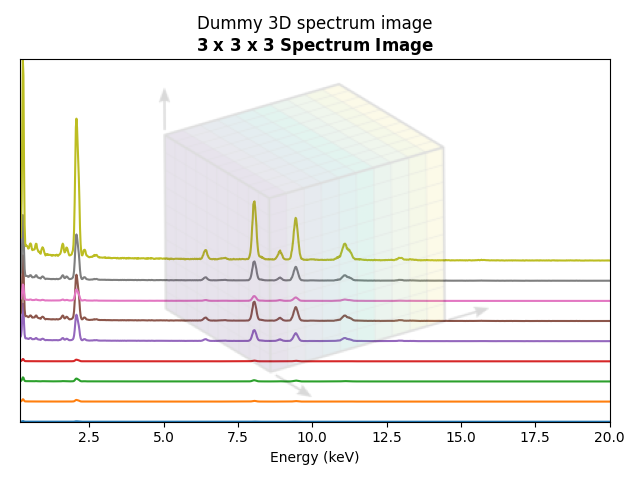 Dummy 3D spectrum image
3 x 3 x 3 Spectrum Image
2.5 5.0 7.5 10.0 12.5 15.0 17.5 20.0
Energy (keV)